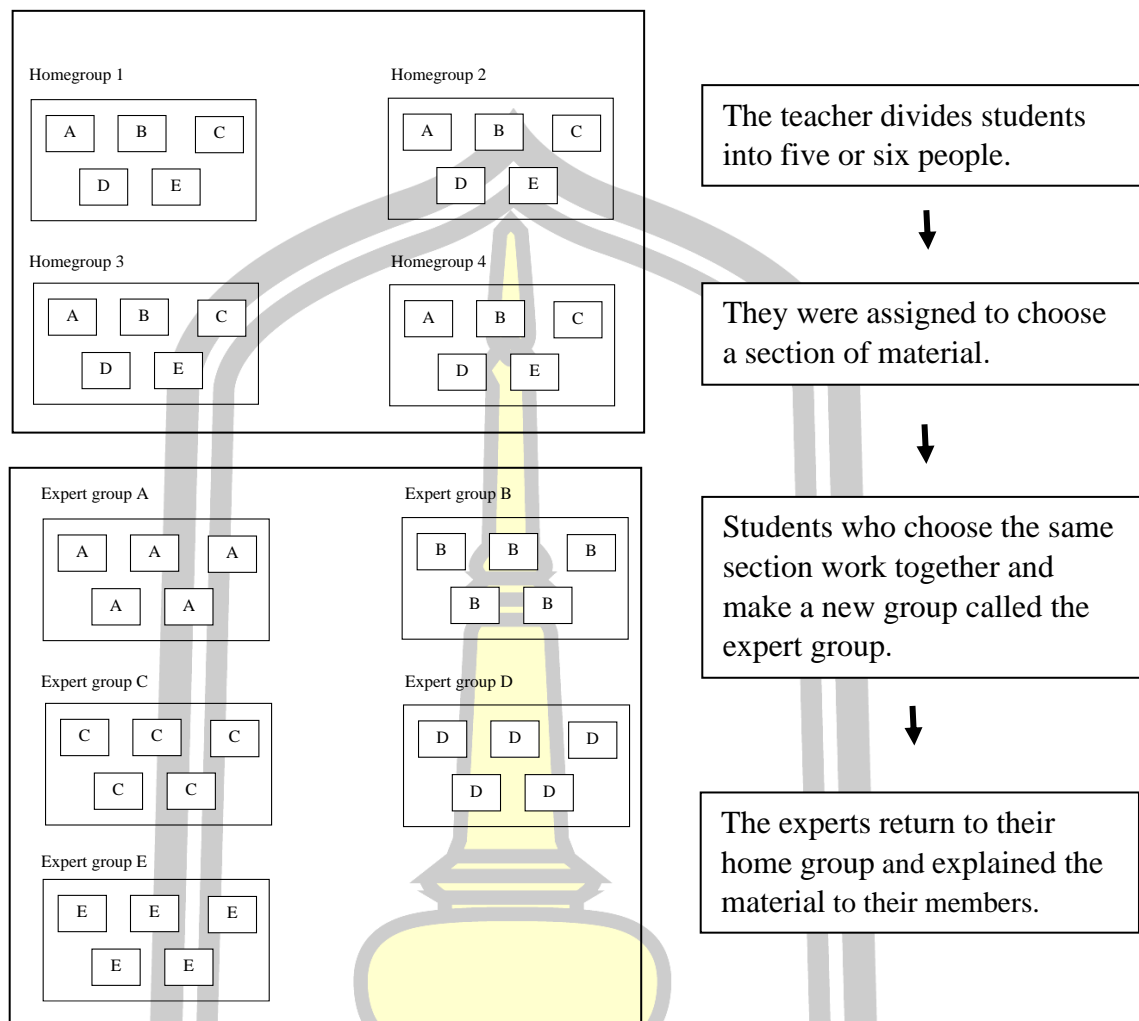 Homegroup 1
A B C
D E
Homegroup 2
A B C
D E
Homegroup 3
A B C
D E
Homegroup 4
A B C
D E
Expert group A
A A A
A A
Expert group B
B B B
B B
Expert group C
C C C
C C
Expert group D
D D D
D D
Expert group E
E E E
E E
The teacher divides students
into five or six people.
They were assigned to choose
a section of material.
Students who choose the same
section work together and
make a new group called the
expert group.
The experts return to their
home group and explained the
material to their members.